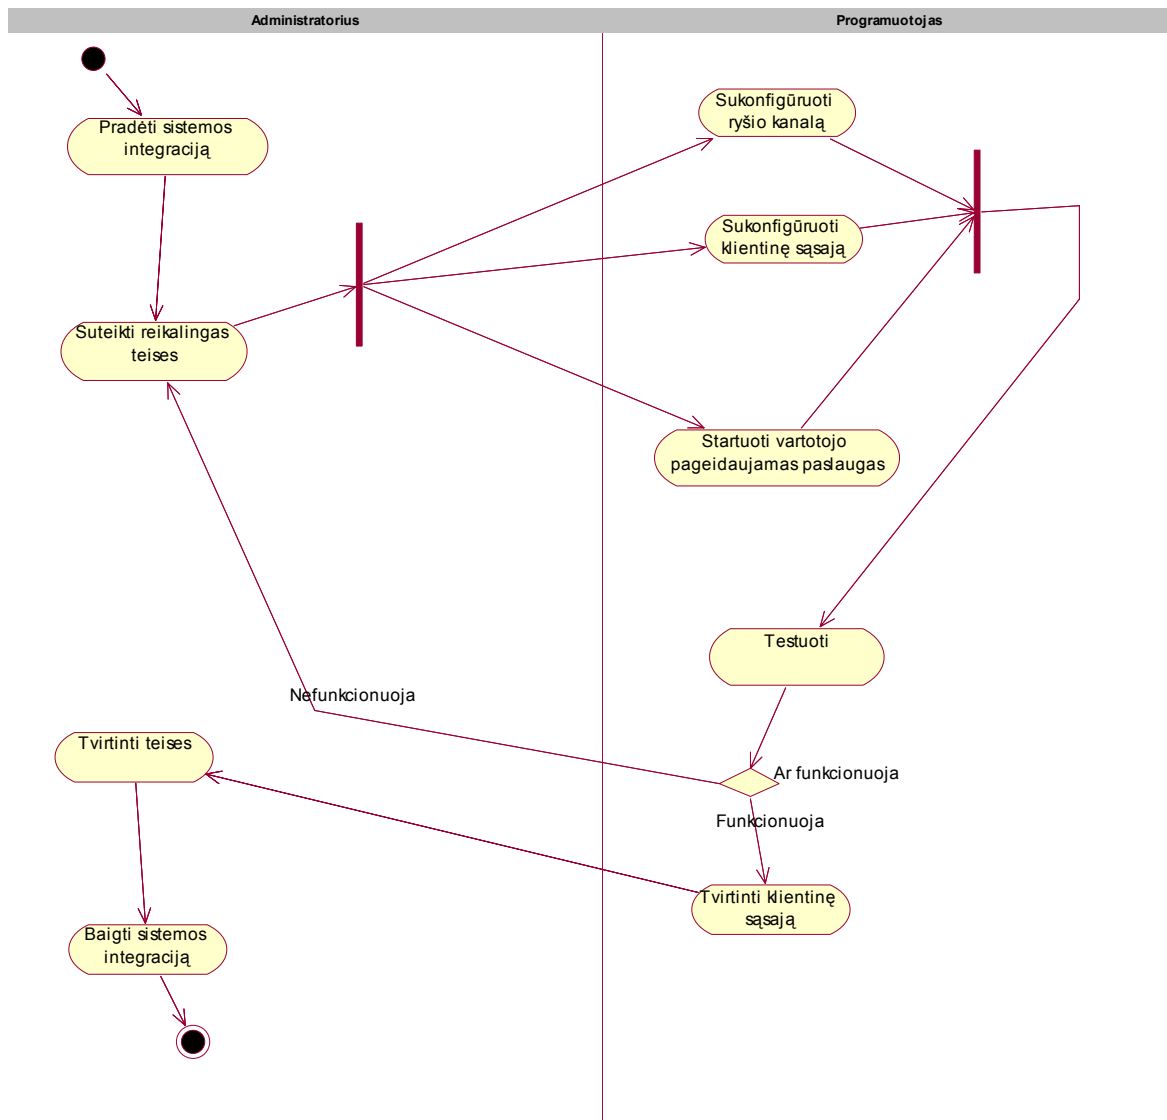 Administratorius
Programuotojas
Sukonfigūruoti
ryšio kanalą
Pradėti sistemos
integraciją
Sukonfigūruoti
klientinę sąsają
Suteikti reikalingas
teises
Startuoti vartotojo
pageidaujamas paslaugas
Testuoti
Nefunkcionuoja
Tvirtinti teises
Ar funkcionuoja
Funkcionuoja
Tvirtinti klientinę
sąsają
Baigti sistemos
integraciją